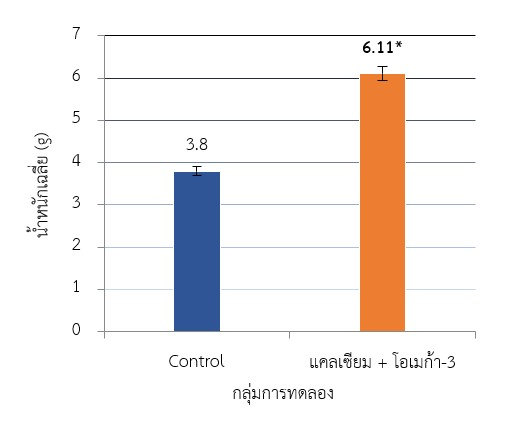 7
6.11*
6
5
3.8
4
3
2
1
0
น้ำหนักเฉลี่ย (g)
Control
แคลเซียม + โอเมก้า-3
กลุ่มการทดลอง